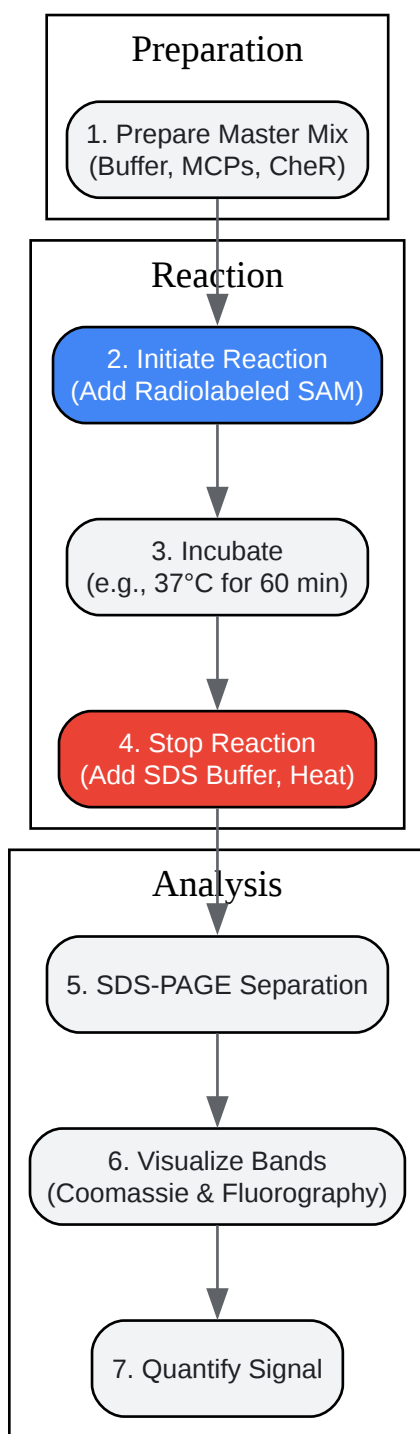 Preparation
1. Prepare Master Mix
(Buffer, MCPs, CheR)
Reaction
2. Initiate Reaction
(Add Radiolabeled SAM)
3. Incubate
(e.g., 37°C for 60 min)
4. Stop Reaction
(Add SDS Buffer, Heat)
Analysis
5. SDS-PAGE Separation
6. Visualize Bands
(Coomassie & Fluorography)
7. Quantify Signal